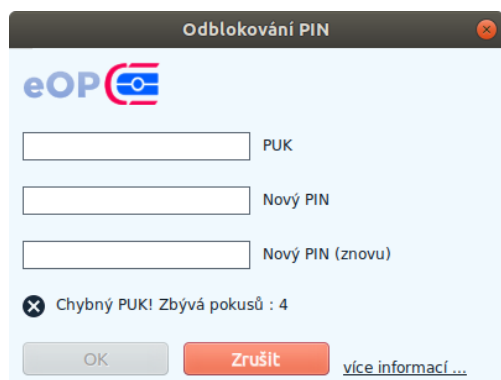 Odblokování PIN
eOP
PUK
Nový PIN
Nový PIN (znovu)
Chybný PUK! Zbývá pokusů : 4
OK
Zrušit
více informací ...